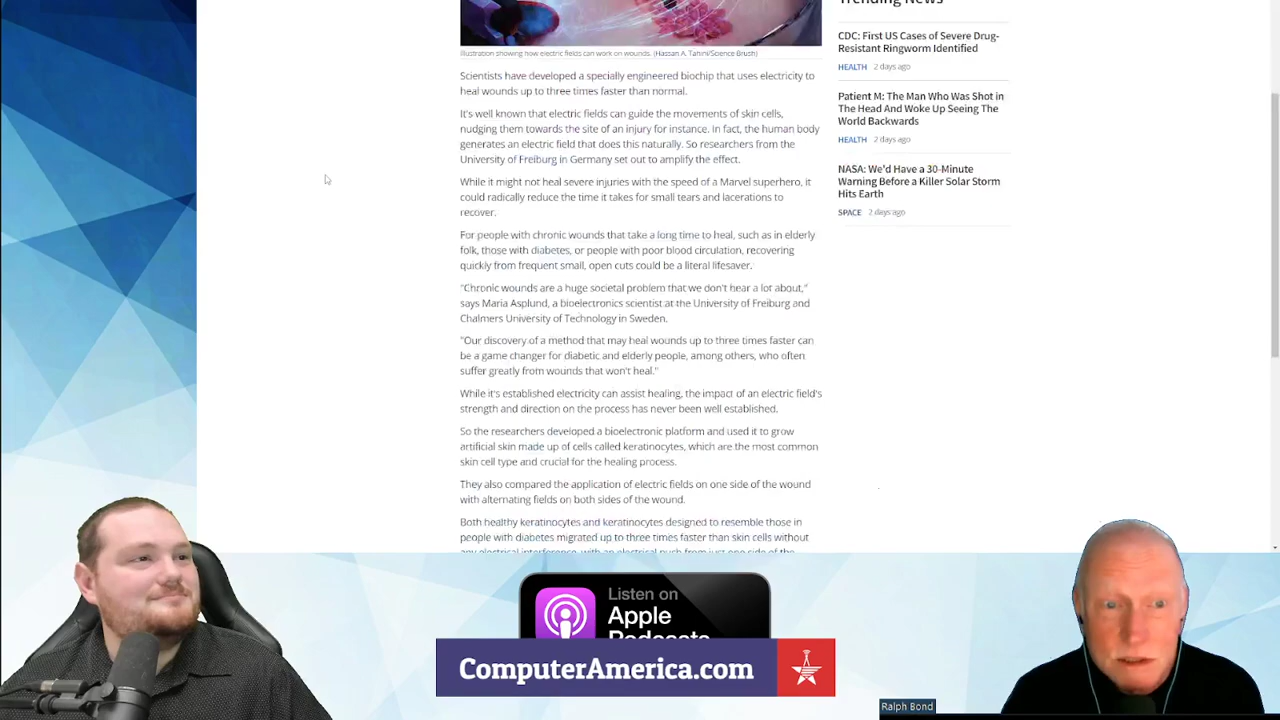 Trending News
Illustration showing how electric fields can work on wounds. (Hassan A. Tahini/Science Brush)
Scientists have developed a specially engineered biochip that uses electricity to
heal wounds up to three times faster than normal.
It's well known that electric fields can guide the movements of skin cells,
nudging them towards the site of an injury for instance. In fact, the human body
generates an electric field that does this naturally. So researchers from the
University of Freiburg in Germany set out to amplify the effect.
While it might not heal severe injuries with the speed of a Marvel superhero, it
could radically reduce the time it takes for small tears and lacerations to
recover.
For people with chronic wounds that take a long time to heal, such as in elderly
folk, those with diabetes, or people with poor blood circulation, recovering
quickly from frequent small, open cuts could be a literal lifesaver.
"Chronic wounds are a huge societal problem that we don't hear a lot about,"
says Maria Asplund, a bioelectronics scientist at the University of Freiburg and
Chalmers University of Technology in Sweden.
"Our discovery of a method that may heal wounds up to three times faster can
be a game changer for diabetic and elderly people, among others, who often
suffer greatly from wounds that won't heal."
While it's established electricity can assist healing, the impact of an electric field's
strength and direction on the process has never been well established.
So the researchers developed a bioelectronic platform and used it to grow
artificial skin made up of cells called keratinocytes, which are the most common
skin cell type and crucial for the healing process.
They also compared the application of electric fields on one side of the wound
with alternating fields on both sides of the wound.
Both healthy keratinocytes and keratinocytes designed to resemble those in
people with diabetes migrated up to three times faster than skin cells without
any electrical interference, with an electrical push from just one side of the
CDC: First US Cases of Severe Drug-
Resistant Ringworm Identified
HEALTH 2 days ago
Patient M: The Man Who Was Shot in
The Head And Woke Up Seeing The
World Backwards
HEALTH 2 days ago
NASA: We'd Have a 30-Minute
Warning Before a Killer Solar Storm
Hits Earth
SPACE 2 days ago
Listen on
Apple
Podcasts
ComputerAmerica.com
Ralph Bond